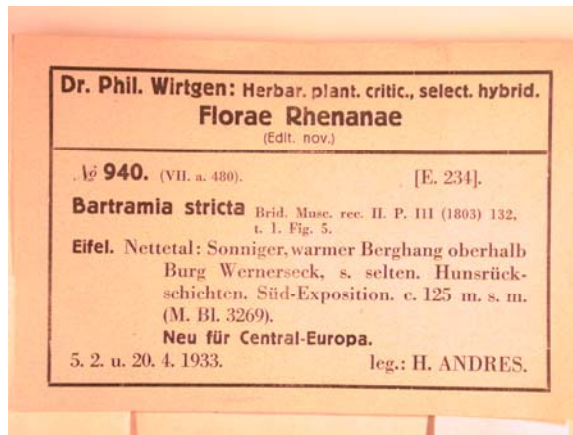 Dr. Phil. Wirtgen: Herbar. plant. critic., select. hybrid.
Florae Rhenanae
(Edit. nov.)
№ 940. (VII. a. 480). [E. 234].
Bartramia stricta Brid. Musc. rec. II. P. III (1803) 132,
t. 1. Fig. 5.
Eifel. Nettetal: Sonniger, warmer Berghang oberhalb
Burg Wernerseck, s. selten. Hunsrück-
schichten. Süd-Exposition. c. 125 m. s. m.
(M. Bl. 3269).
Neu für Central-Europa.
5. 2. u. 20. 4. 1933. leg.: H. ANDRES.